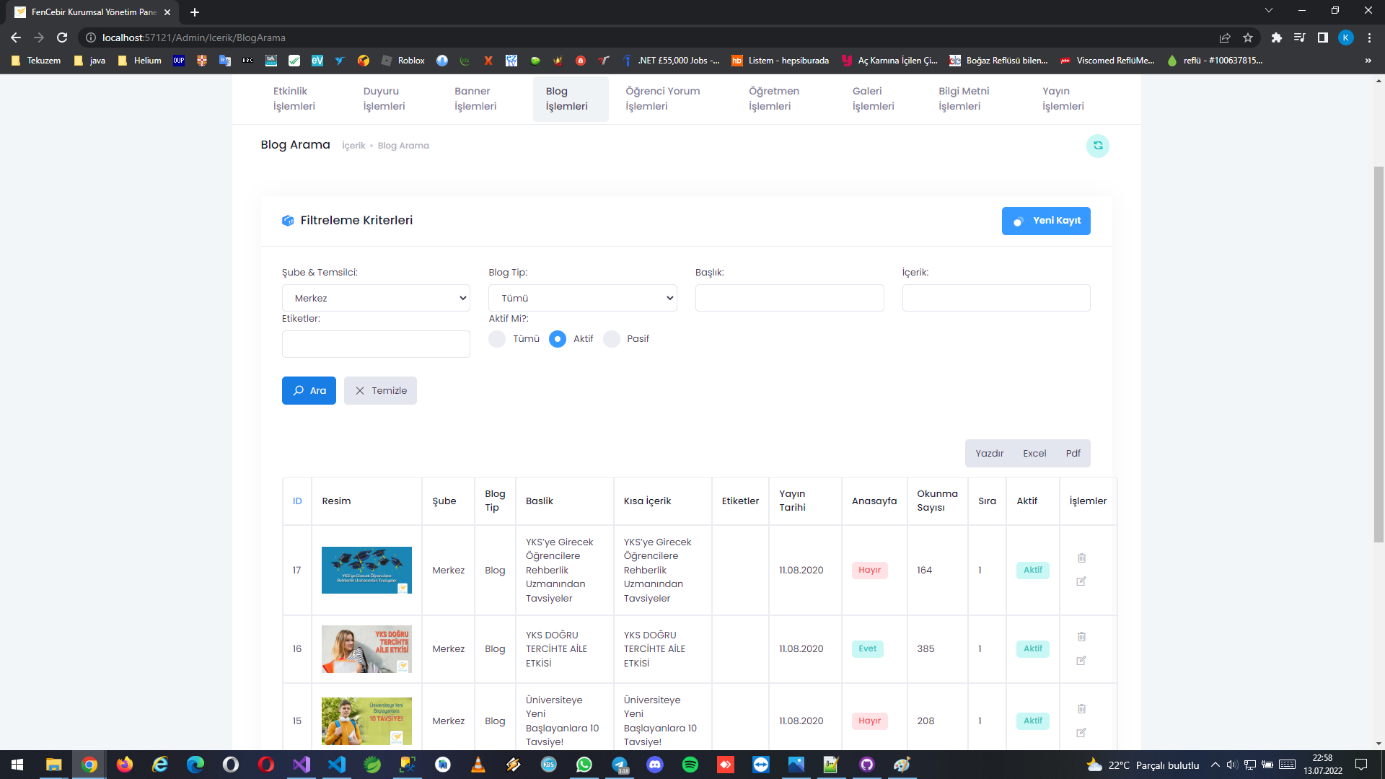 FenCebir Kurumsal Yönetim Pane
localhost:57121/Admin/Icerik/BlogArama
K
Tekuzem
java
Helium
OUP
Roblox
.NET £55,000 Jobs -...
hb
Listem - hepsiburada
Aç Karnına İçilen Çi...
Boğaz Reflüsü bilen...
Viscomed RefluMe...
reflü - #100637815...
Etkinlik İşlemleri
Duyuru İşlemleri
Banner İşlemleri
Blog İşlemleri
Öğrenci Yorum İşlemleri
Öğretmen İşlemleri
Galeri İşlemleri
Bilgi Metni İşlemleri
Yayın İşlemleri
Blog Arama İçerik • Blog Arama
Filtreleme Kriterleri
Yeni Kayıt
Şube & Temsilci:
Blog Tip:
Başlık:
İçerik:
Merkez
Tümü
Etiketler:
Aktif Mi?:
Tümü Aktif Pasif
Ara
Temizle
Yazdır Excel Pdf
ID Resim Şube Blog Tip Baslik Kısa İçerik Etiketler Yayın Tarihi Anasayfa Okunma Sayısı Sıra Aktif İşlemler
17
Merkez
Blog
YKS'ye Girecek
Öğrencilere
Rehberlik
Uzmanından
Tavsiyeler
YKS'ye Girecek
Öğrencilere
Rehberlik
Uzmanından
Tavsiyeler
11.08.2020
Hayır
164
1
Aktif
16
YKS DOĞRU
TERCİHTE
AİLE ETKİSİ
Merkez
Blog
YKS DOĞRU
TERCİHTE AİLE
ETKİSİ
YKS DOĞRU
TERCİHTE AİLE
ETKİSİ
11.08.2020
Evet
385
1
Aktif
15
Üniversiteye Yeni
Başlayanlara
10 TAVSİYE!
Merkez
Blog
Üniversiteye
Yeni
Başlayanlara 10
Tavsiye!
Üniversiteye
Yeni
Başlayanlara 10
Tavsiye!
11.08.2020
Hayır
208
1
Aktif
22°C Parçalı bulutlu
22:58
13.07.2022